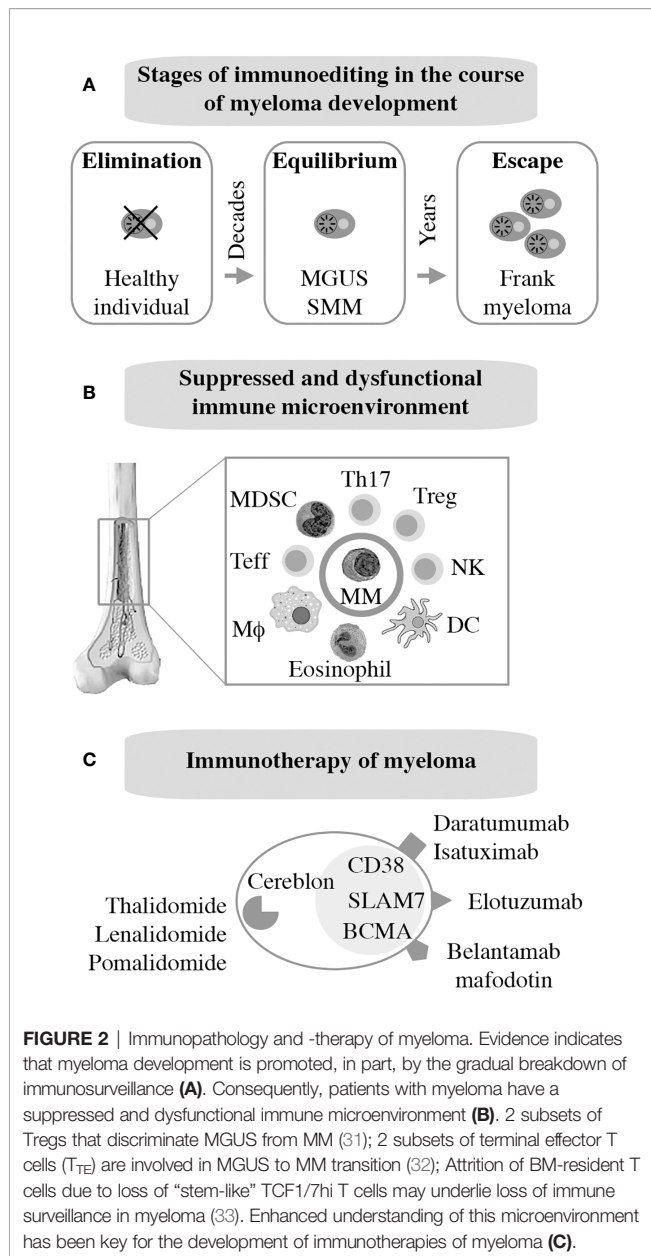 A
Stages of immunoediting in the course
of myeloma development
Elimination
Healthy
individual
Decades
Equilibrium
MGUS
SMM
Years
Escape
Frank
myeloma
B
Suppressed and dysfunctional
immune microenvironment
Th17
MDSC
Treg
Teff
NK
MM
Mϕ
DC
Eosinophil
C
Immunotherapy of myeloma
Daratumumab
Isatuximab
CD38
Cereblon
SLAM7
Elotuzumab
Thalidomide
Lenalidomide
Pomalidomide
BCMA
Belantamab
mafodotin
FIGURE 2 | Immunopathology and -therapy of myeloma. Evidence indicates
that myeloma development is promoted, in part, by the gradual breakdown of
immunosurveillance (A). Consequently, patients with myeloma have a
suppressed and dysfunctional immune microenvironment (B). 2 subsets of
Tregs that discriminate MGUS from MM (31); 2 subsets of terminal effector T
cells (TTE) are involved in MGUS to MM transition (32); Attrition of BM-resident T
cells due to loss of “stem-like” TCF1/7hi T cells may underlie loss of immune
surveillance in myeloma (33). Enhanced understanding of this microenvironment
has been key for the development of immunotherapies of myeloma (C).